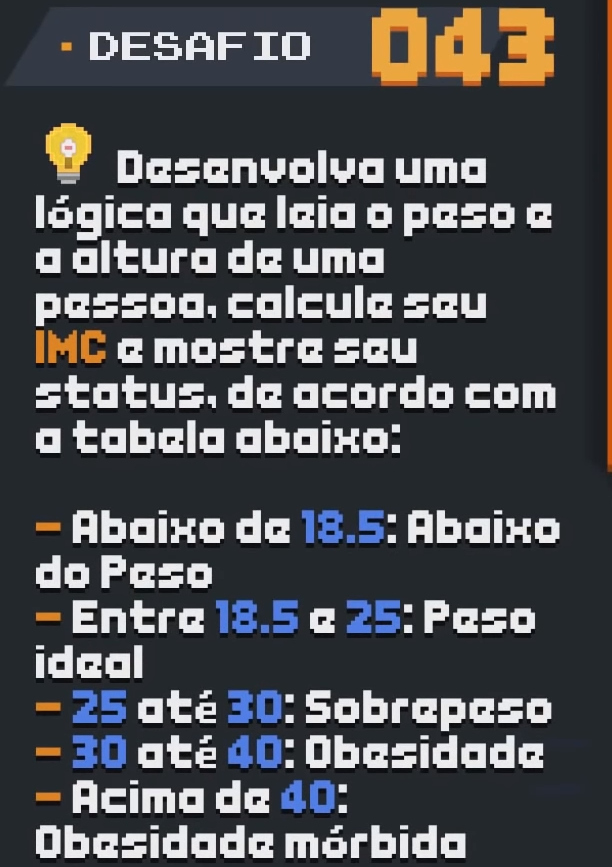 DESAFIO 043
Desenvolva uma
lógica que leia o peso e
a altura de uma
pessoa, calcule seu
IMC e mostre seu
status, de acordo com
a tabela abaixo:
– Abaixo de 18.5: Abaixo
do Peso
– Entre 18.5 e 25: Peso
ideal
– 25 até 30: Sobrepeso
– 30 até 40: Obesidade
– Acima de 40:
Obesidade mórbida